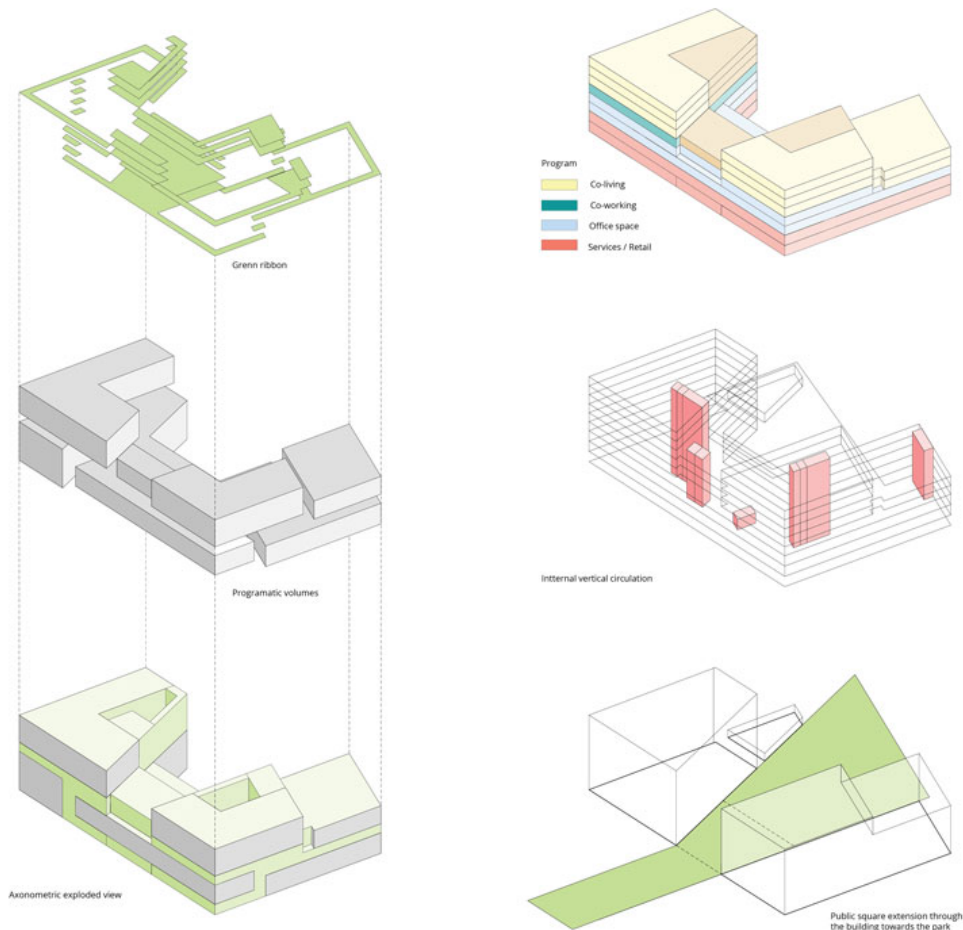 Grenn ribbon
Programatic volumes
Axonometric exploded view
Program
Co-living
Co-working
Office space
Services / Retail
Intternal vertical circulation
Public square extension through
the building towards the park